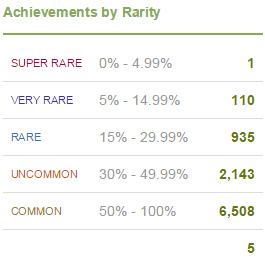 Achievements by Rarity
SUPER RARE 0% - 4.99% 1
VERY RARE 5% - 14.99% 110
RARE 15% - 29.99% 935
UNCOMMON 30% - 49.99% 2,143
COMMON 50% - 100% 6,508
5